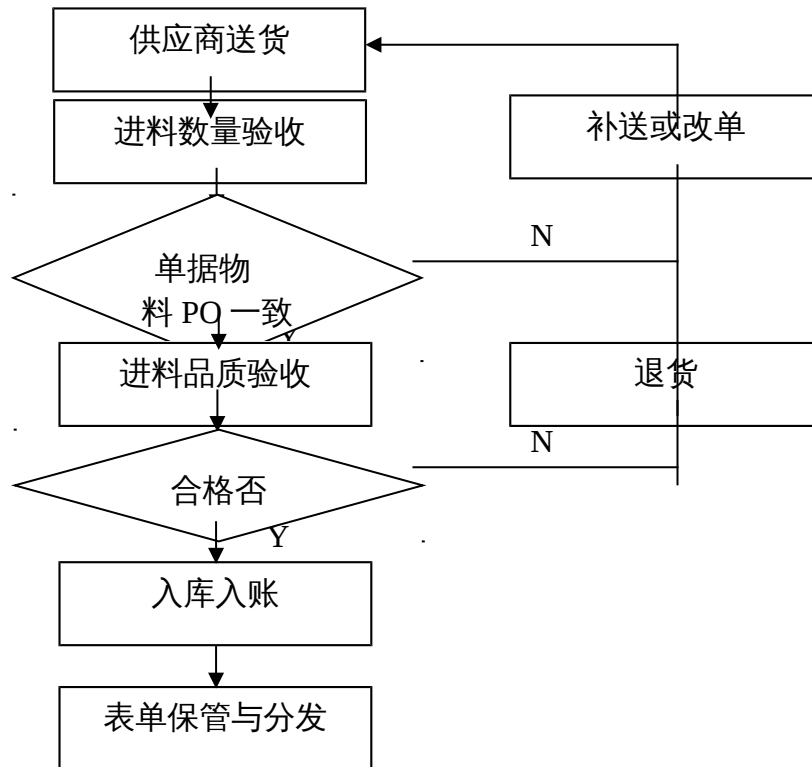 供应商送货
进料数量验收
补送或改单
N
单据物
料 PO 一致
Y
进料品质验收
退货
N
合格否
Y
入库入账
表单保管与分发